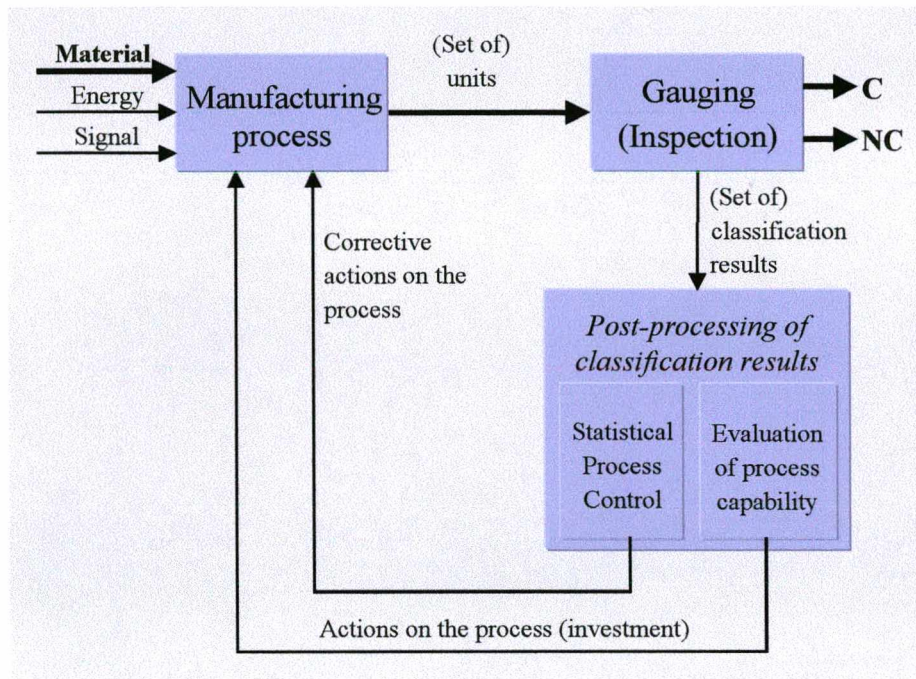 Material
Energy
Signal
Manufacturing
process
(Set of)
units
Gauging
(Inspection)
C
NC
(Set of)
classification
results
Corrective
actions on the
process
Post-processing of
classification results
Statistical
Process
Control
Evaluation
of process
capability
Actions on the process (investment)